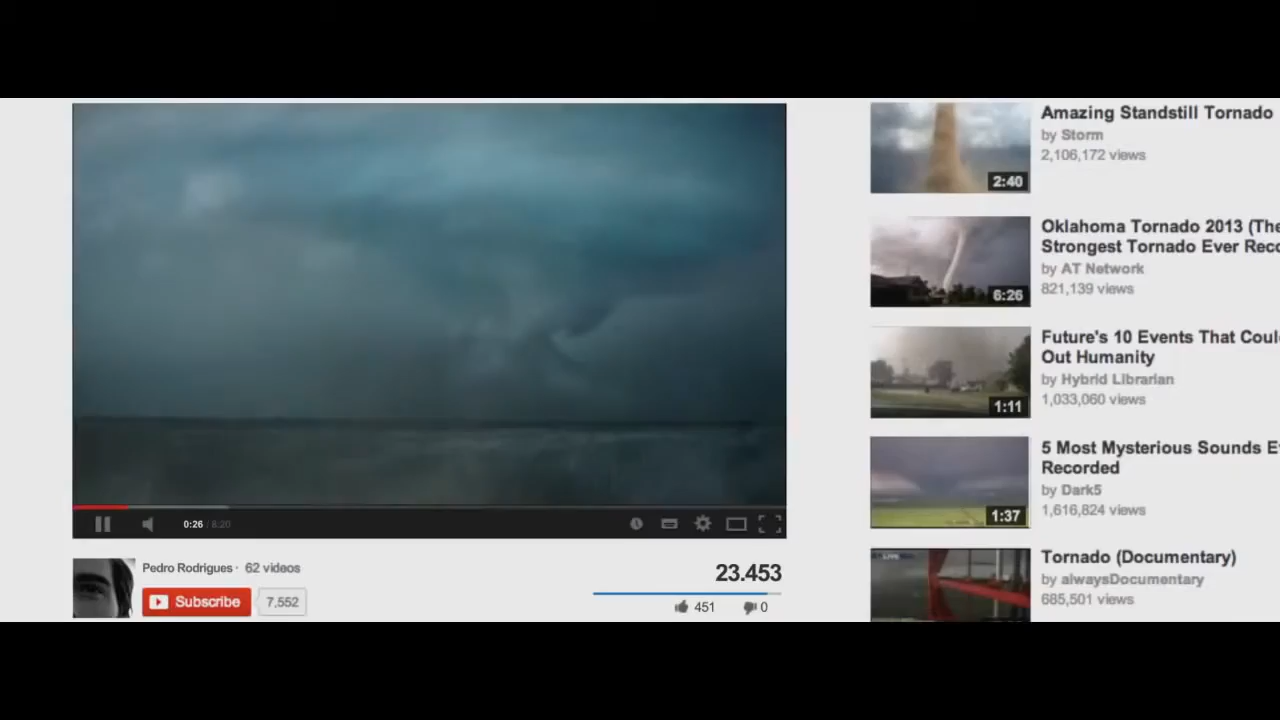 0:26 / 8:20
Pedro Rodrigues · 62 videos
Subscribe 7,552
23.453
451 0
2:40
Amazing Standstill Tornado
by Storm
2,106,172 views
6:26
Oklahoma Tornado 2013 (The
Strongest Tornado Ever Reco
by AT Network
821,139 views
1:11
Future's 10 Events That Coul
Out Humanity
by Hybrid Librarian
1,033,060 views
1:37
5 Most Mysterious Sounds E
Recorded
by Dark5
1,616,824 views
LIVE
Tornado (Documentary)
by alwaysDocumentary
685,501 views